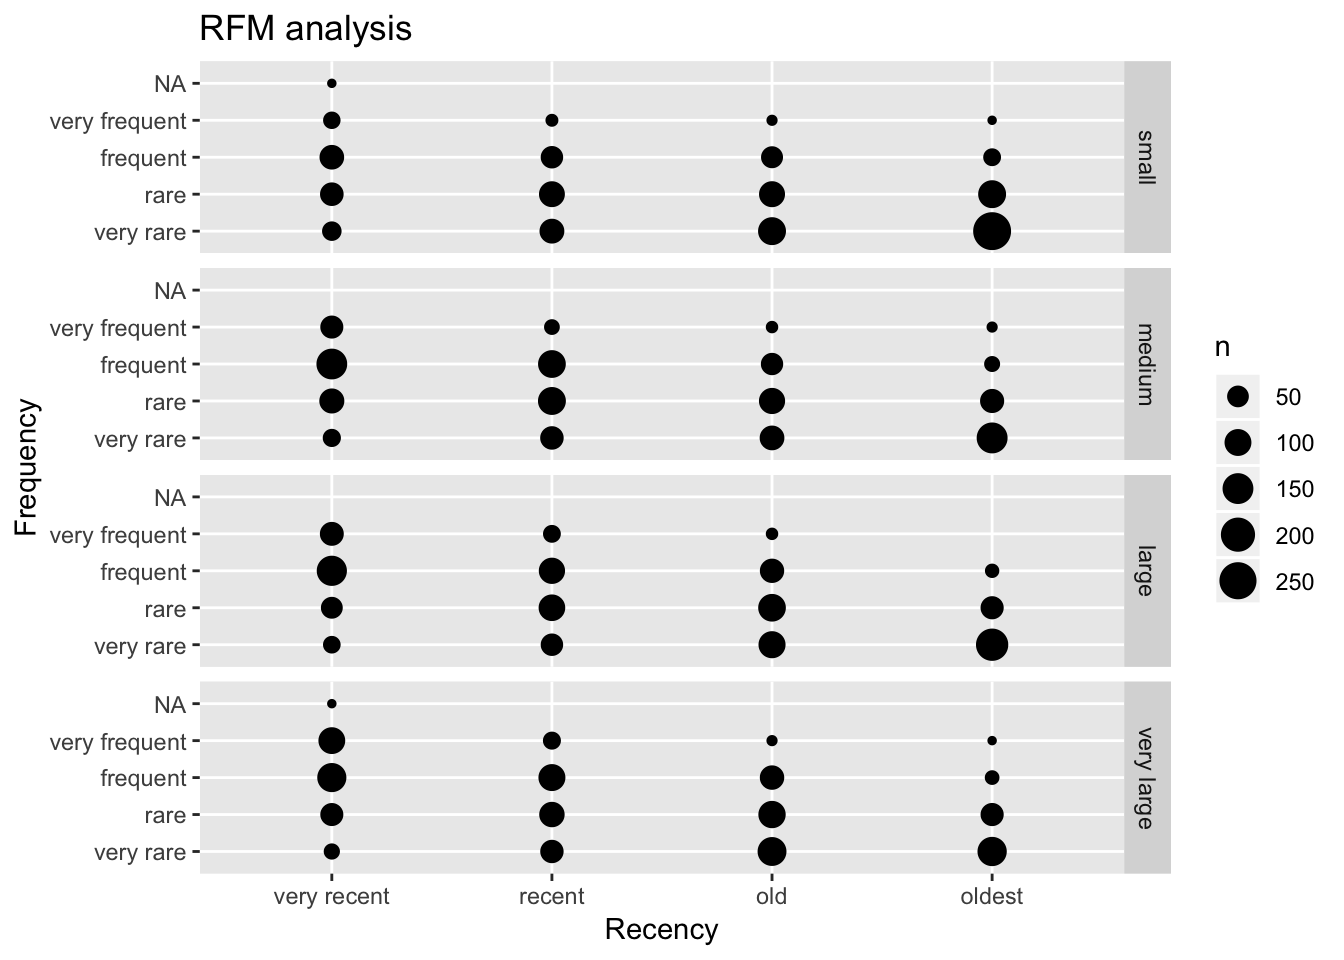 RFM analysis
NA
very frequent
frequent
rare
very rare
small
NA
very frequent
frequent
rare
very rare
medium
NA
very frequent
frequent
rare
very rare
large
NA
very frequent
frequent
rare
very rare
very large
Frequency
very recent
recent
old
oldest
Recency
n
50
100
150
200
250